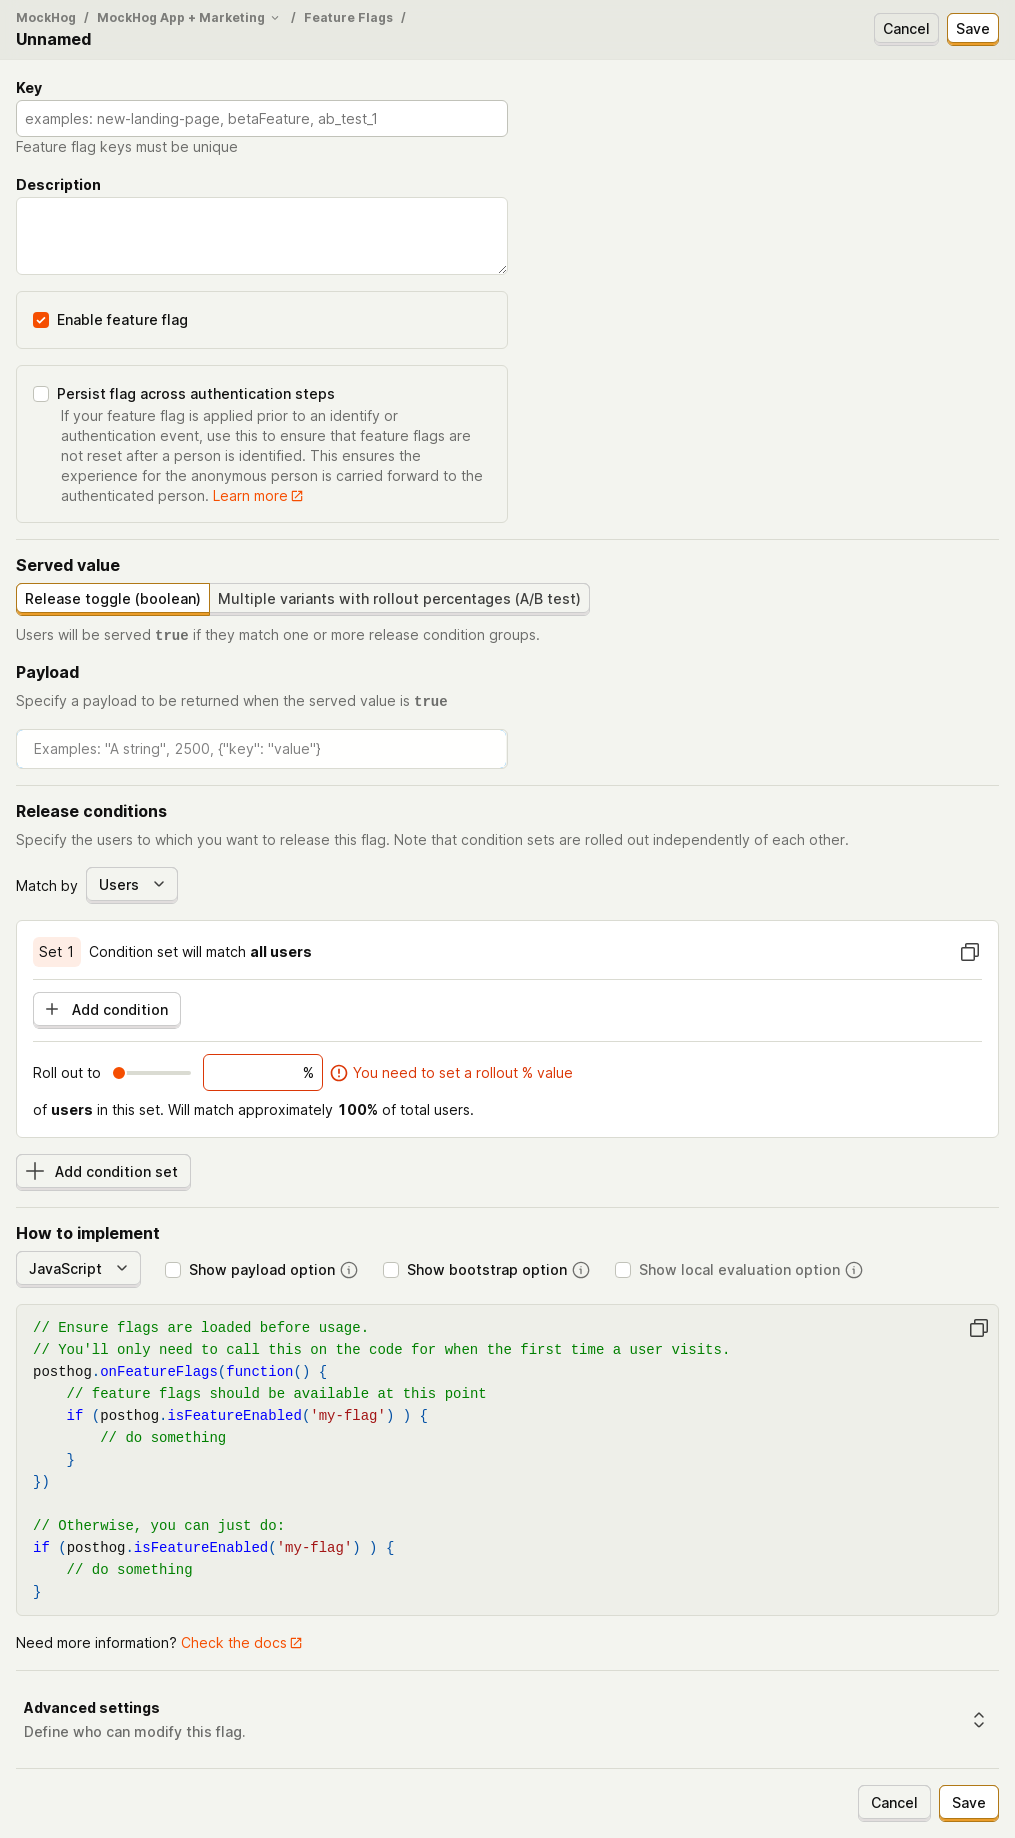 MockHog / MockHog App + Marketing / Feature Flags /
Unnamed
Cancel
Save
Key
examples: new-landing-page, betaFeature, ab_test_1
Feature flag keys must be unique
Description
Enable feature flag
Persist flag across authentication steps
If your feature flag is applied prior to an identify or
authentication event, use this to ensure that feature flags are
not reset after a person is identified. This ensures the
experience for the anonymous person is carried forward to the
authenticated person. Learn more
Served value
Release toggle (boolean)
Multiple variants with rollout percentages (A/B test)
Users will be served true if they match one or more release condition groups.
Payload
Specify a payload to be returned when the served value is true
Examples: "A string", 2500, {"key": "value"}
Release conditions
Specify the users to which you want to release this flag. Note that condition sets are rolled out independently of each other.
Match by Users
Set 1 Condition set will match all users
Add condition
Roll out to % You need to set a rollout % value
of users in this set. Will match approximately 100% of total users.
Add condition set
How to implement
JavaScript Show payload option Show bootstrap option Show local evaluation option
// Ensure flags are loaded before usage.
// You'll only need to call this on the code for when the first time a user visits.
posthog.onFeatureFlags(function() {
    // feature flags should be available at this point
    if (posthog.isFeatureEnabled('my-flag') ) {
        // do something
    }
})
// Otherwise, you can just do:
if (posthog.isFeatureEnabled('my-flag') ) {
    // do something
}
Need more information? Check the docs
Advanced settings
Define who can modify this flag.
Cancel
Save